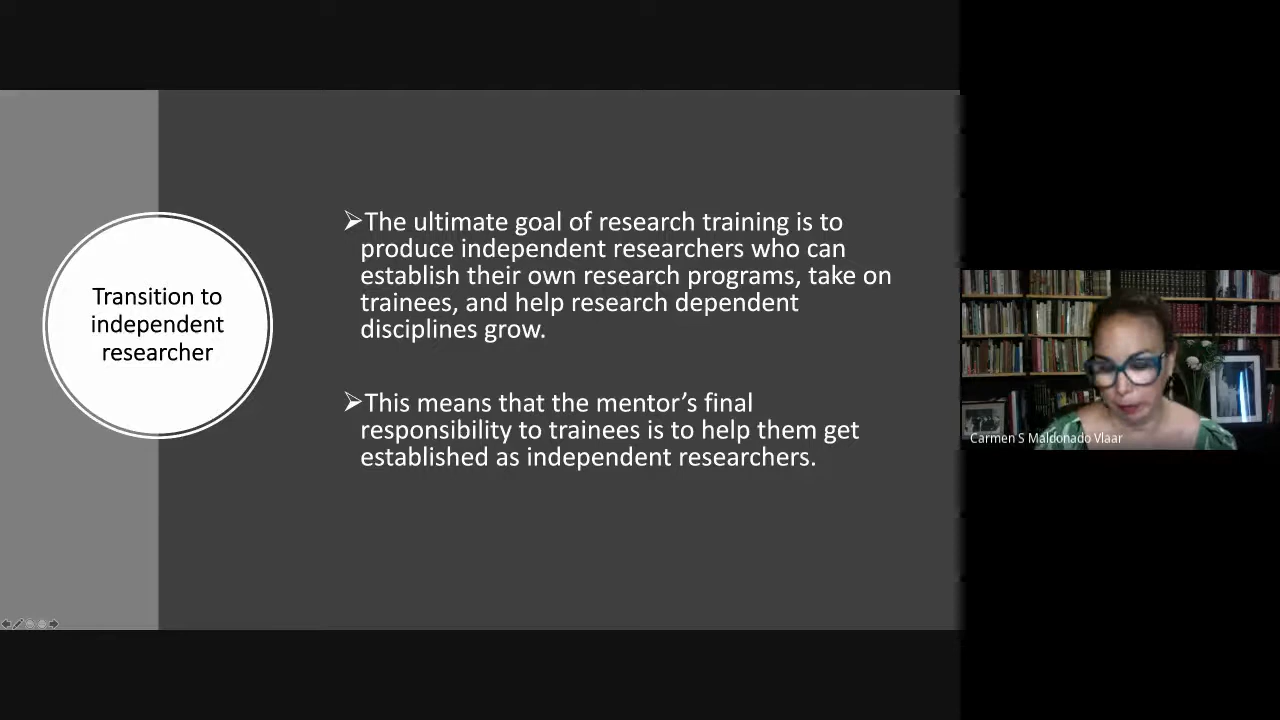 Transition to
independent
researcher
➢The ultimate goal of research training is to
produce independent researchers who can
establish their own research programs, take on
trainees, and help research dependent
disciplines grow.
➢This means that the mentor’s final
responsibility to trainees is to help them get
established as independent researchers.
Carmen S Maldonado Vlaar